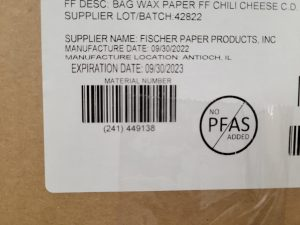 FF DESC. BAG WAX PAPER FF CHILI CHEESE C.D.
SUPPLIER LOT/BATCH:42822
SUPPLIER NAME: FISCHER PAPER PRODUCTS, INC
MANUFACTURE DATE: 09/30/2022
MANUFACTURE LOCATION: ANTIOCH, IL
EXPIRATION DATE: 09/30/2023
MATERIAL NUMBER
(241) 449138
NO
PFAS
ADDED